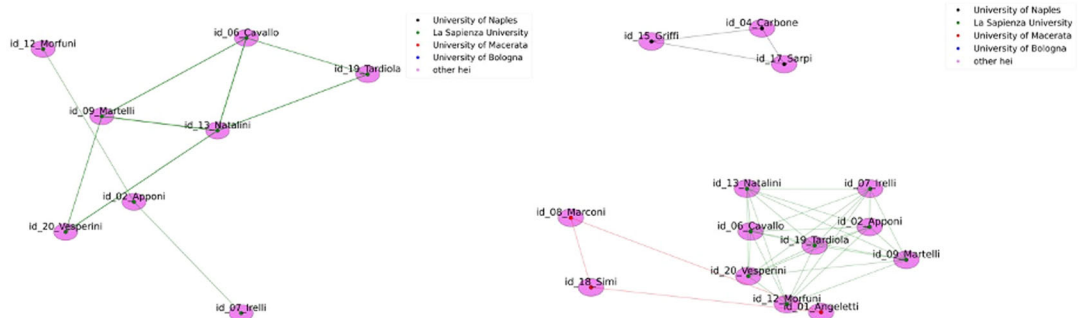 id_12_Morfuni
id_06_Cavallo
id_19_Tardiola
id_09_Martelli
id_13_Natalini
id_02_Apponi
id_20_Vesperini
id_07_Irelli
University of Naples
La Sapienza University
University of Macerata
University of Bologna
other hei
id_04_Carbone
id_15_Griffi
id_17_Sarpi
id_13_Natalini
id_07_Irelli
id_08_Marconi
id_06_Cavallo
id_02_Apponi
id_19_Tardiola
id_09_Martelli
id_20_Vesperini
id_18_Simi
id_12_Morfuni
id_01_Angeletti
University of Naples
La Sapienza University
University of Macerata
University of Bologna
other hei